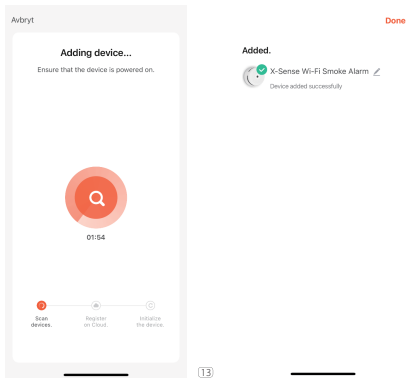 Avbryt
Adding device...
Ensure that the device is powered on.
01:54
Scan
devices.
Register
on Cloud.
Initialize
the device.
Done
Added.
X-Sense Wi-Fi Smoke Alarm
Device added successfully
13